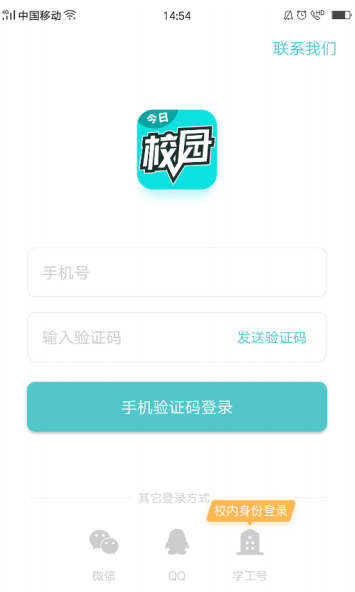 中国移动 14:54 HD
联系我们
今日
校园
手机号
输入验证码 发送验证码
手机验证码登录
其它登录方式
校内身份登录
微信 QQ 学工号